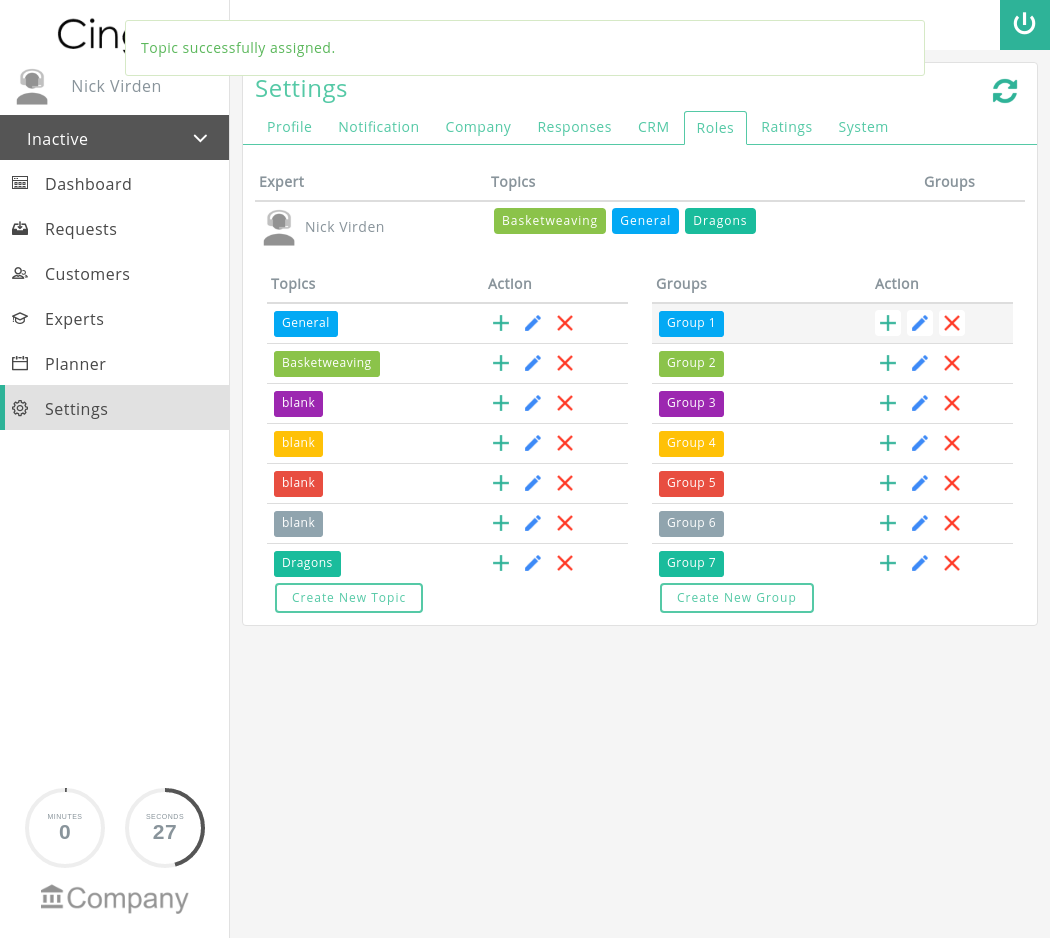 Topic successfully assigned.
Nick Virden
Inactive
Dashboard
Requests
Customers
Experts
Planner
Settings
MINUTES
0
SECONDS
27
Company
Settings
Profile Notification Company Responses CRM Roles Ratings System
Expert Topics Groups
Nick Virden Basketweaving General Dragons
Topics Action Groups Action
General Group 1
Basketweaving Group 2
blank Group 3
blank Group 4
blank Group 5
blank Group 6
Dragons Group 7
Create New Topic Create New Group